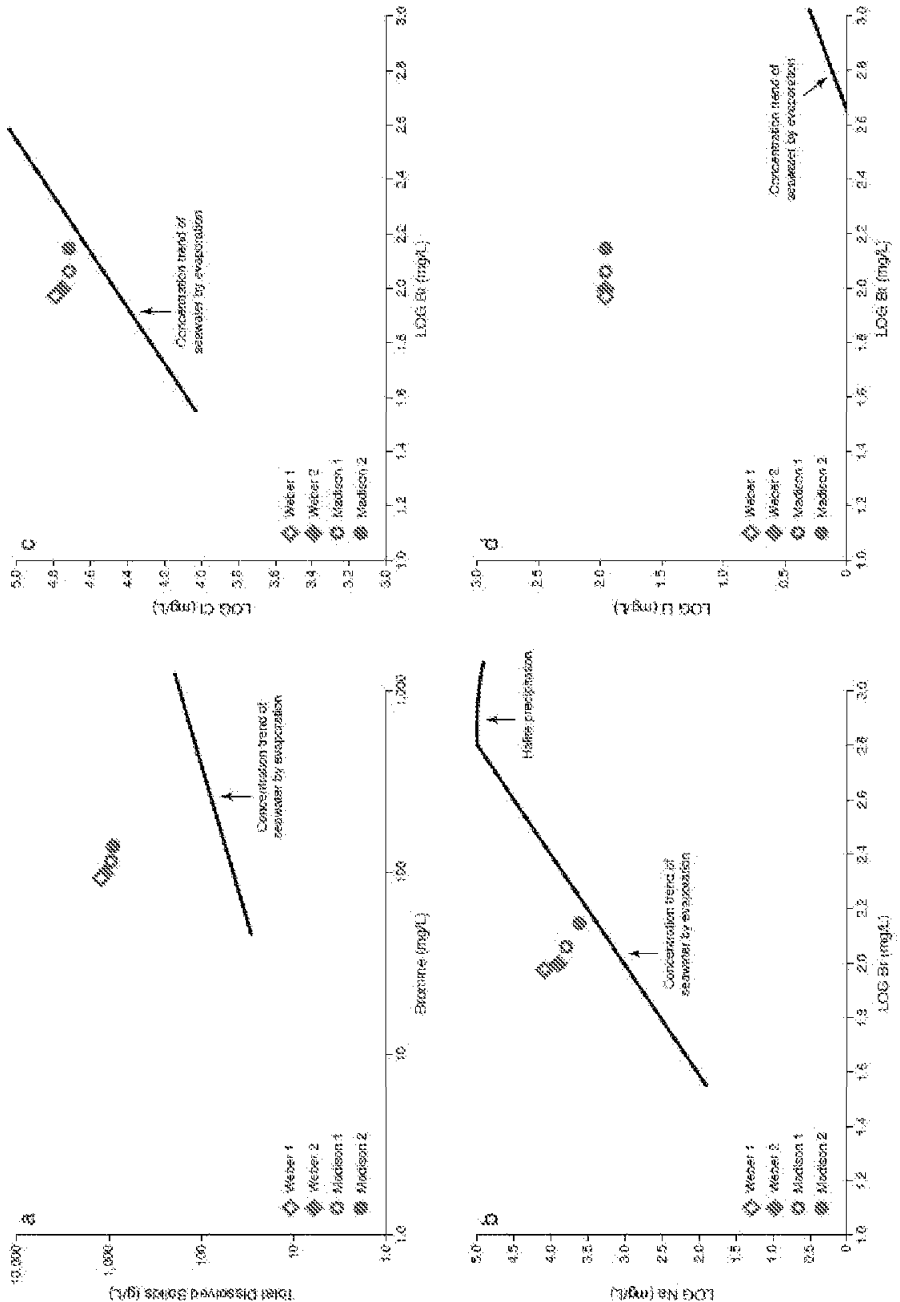 a
10,000
1,000
100
10
1.0
Total Dissolved Solids (g/L)
Concentration trend of
seawater by evaporation
Weber 1
Weber 2
Madison 1
Madison 2
1.0
10
100
1,000
Bromine (mg/L)
c
5.0
4.8
4.6
4.4
4.2
4.0
3.8
3.6
3.4
3.2
3.0
LOG Cl (mg/L)
Concentration trend of
seawater by evaporation
Weber 1
Weber 2
Madison 1
Madison 2
1.0
1.2
1.4
1.6
1.8
2.0
2.2
2.4
2.6
2.8
3.0
LOG Br (mg/L)
b
5.0
4.5
4.0
3.5
3.0
2.5
2.0
1.5
1.0
0.5
0
LOG Na (mg/L)
Halite precipitation
Concentration trend of
seawater by evaporation
Weber 1
Weber 2
Madison 1
Madison 2
1.0
1.2
1.4
1.6
1.8
2.0
2.2
2.4
2.6
2.8
3.0
LOG Br (mg/L)
d
3.0
2.5
2.0
1.5
1.0
0.5
0
LOG Li (mg/L)
Concentration trend of
seawater by evaporation
Weber 1
Weber 2
Madison 1
Madison 2
1.0
1.2
1.4
1.6
1.8
2.0
2.2
2.4
2.6
2.8
3.0
LOG Br (mg/L)